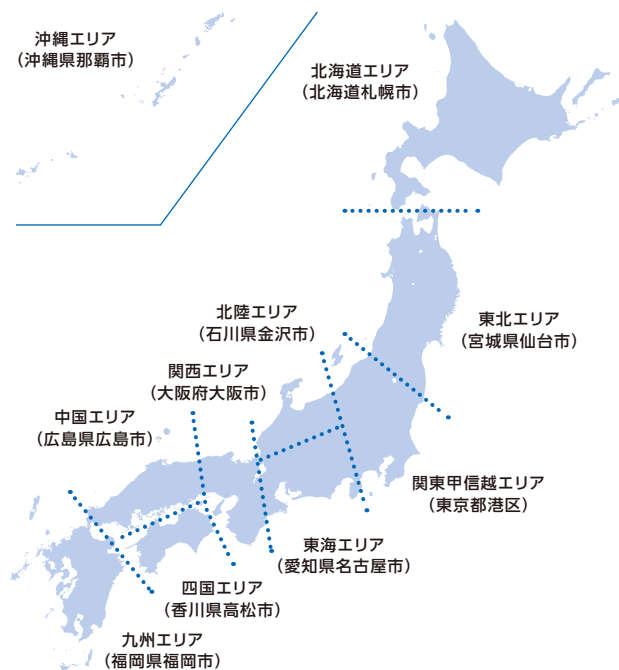 沖縄エリア
(沖縄県那覇市)
北海道エリア
(北海道札幌市)
北陸エリア
(石川県金沢市)
東北エリア
(宮城県仙台市)
関西エリア
(大阪府大阪市)
中国エリア
(広島県広島市)
関東甲信越エリア
(東京都港区)
東海エリア
(愛知県名古屋市)
四国エリア
(香川県高松市)
九州エリア
(福岡県福岡市)